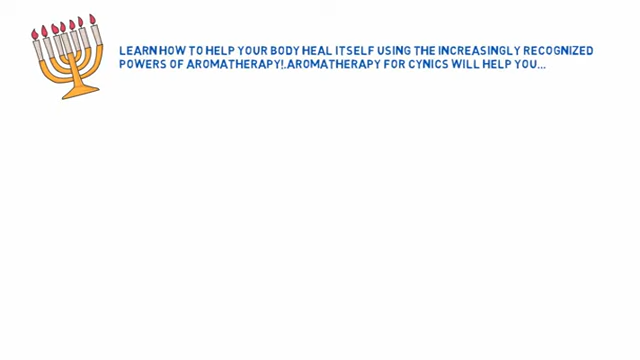 LEARN HOW TO HELP YOUR BODY HEAL ITSELF USING THE INCREASINGLY RECOGNIZED
POWERS OF AROMATHERAPY!.AROMATHERAPY FOR CYNICS WILL HELP YOU...